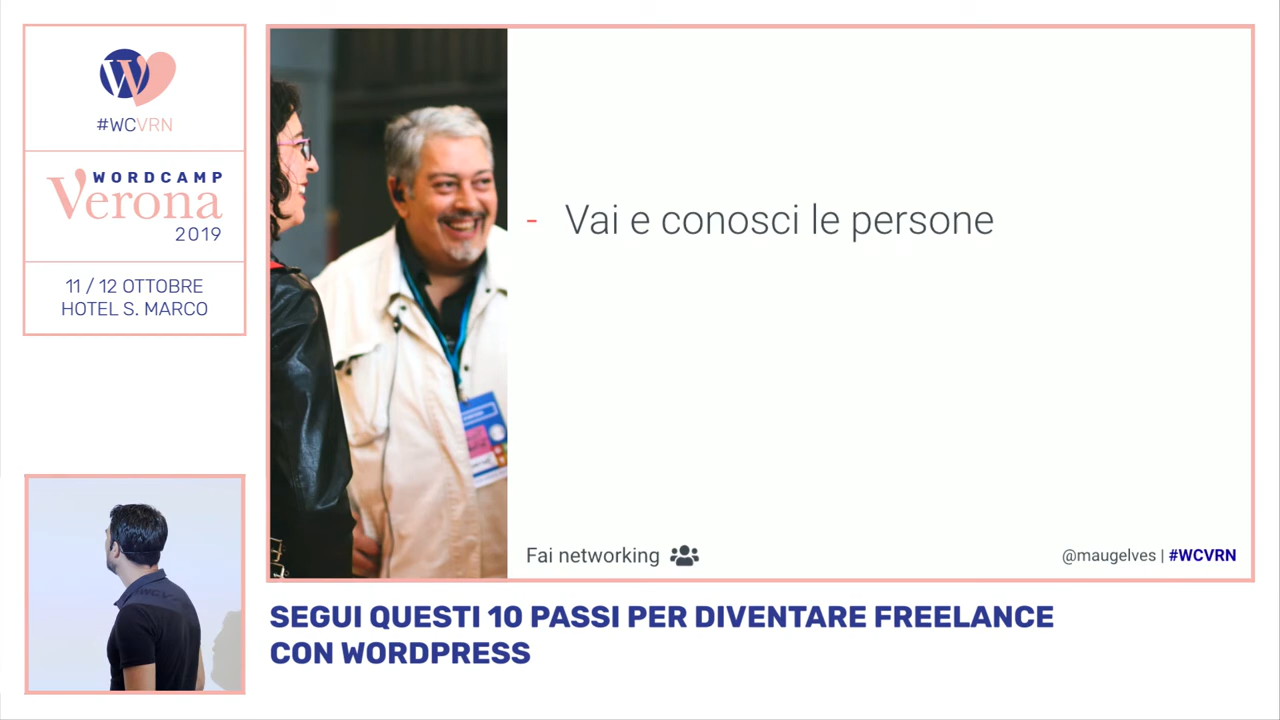 #WCVRN
WORDCAMP
Verona
2019
11 / 12 OTTOBRE
HOTEL S. MARCO
- Vai e conosci le persone
Fai networking
@maugelves | #WCVRN
SEGUI QUESTI 10 PASSI PER DIVENTARE FREELANCE
CON WORDPRESS